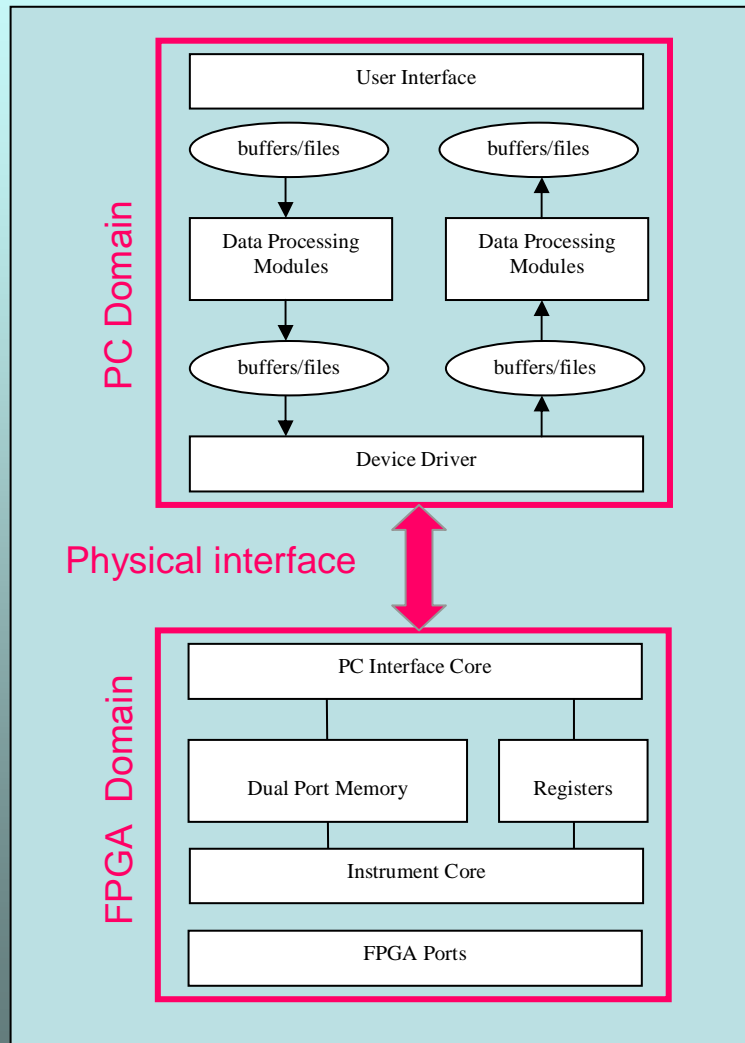 User Interface
buffers/files
buffers/files
Data Processing
Modules
Data Processing
Modules
PC Domain
buffers/files
buffers/files
Device Driver
Physical interface
PC Interface Core
FPGA Domain
Dual Port Memory
Registers
Instrument Core
FPGA Ports